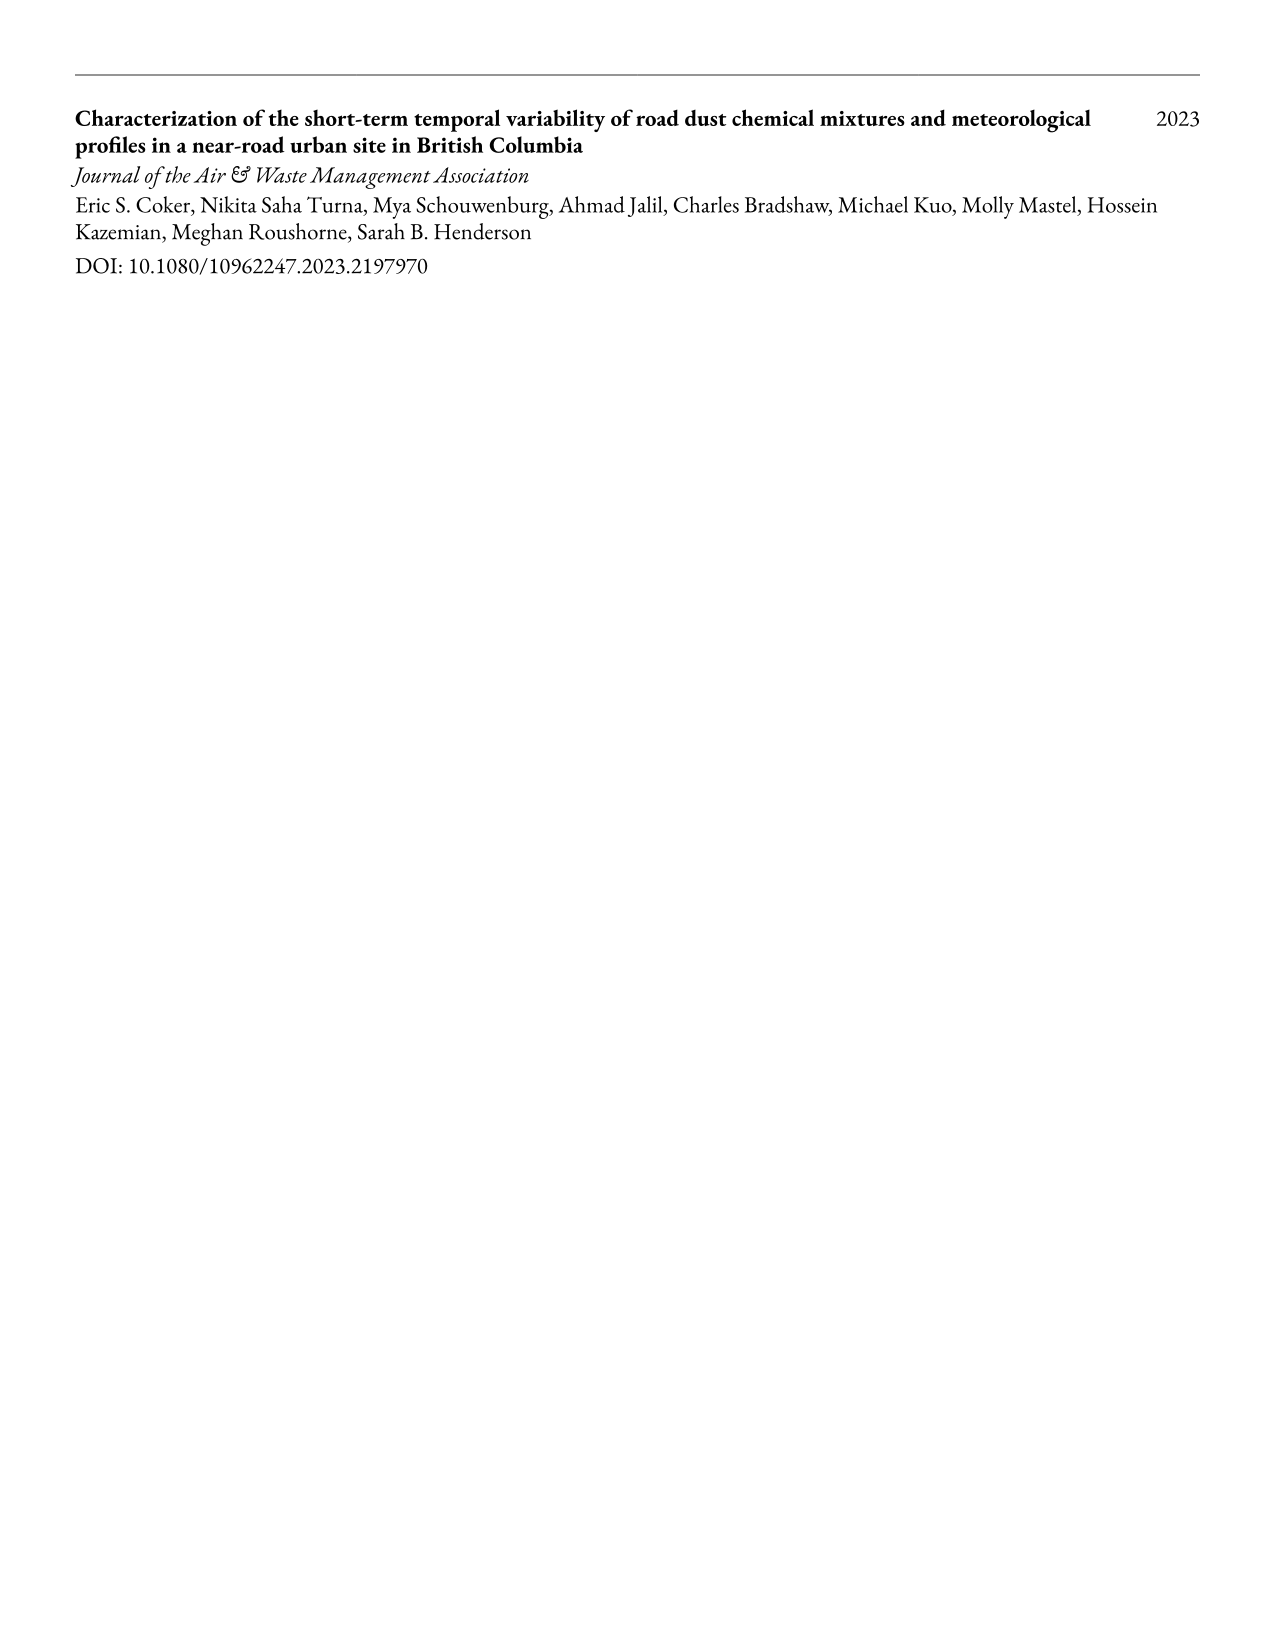 Characterization of the short-term temporal variability of road dust chemical mixtures and meteorological 2023
profiles in a near-road urban site in British Columbia
Journal of the Air & Waste Management Association
Eric S. Coker, Nikita Saha Turna, Mya Schouwenburg, Ahmad Jalil, Charles Bradshaw, Michael Kuo, Molly Mastel, Hossein
Kazemian, Meghan Roushorne, Sarah B. Henderson
DOI: 10.1080/10962247.2023.2197970